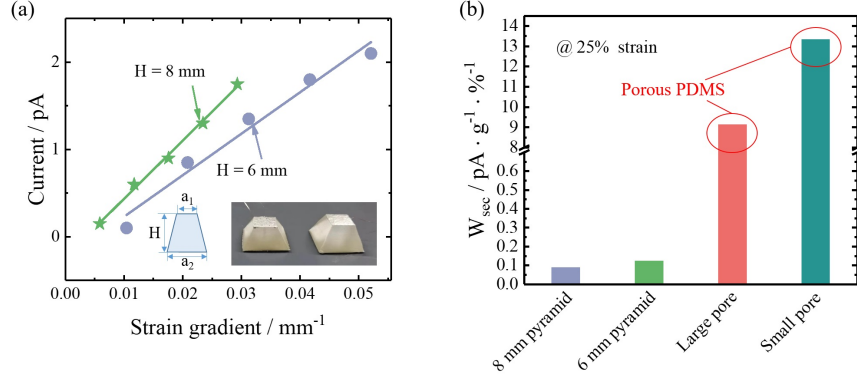 (a)
Current / pA
2
1
0
H = 8 mm
H = 6 mm
a₁
H
a₂
0.00 0.01 0.02 0.03 0.04 0.05
Strain gradient / mm⁻¹
(b)
W_sec / pA · g⁻¹ · %⁻¹
13
12
11
10
9
0.6
0.5
0.4
0.3
0.2
0.1
0.0
@ 25% strain
Porous PDMS
8 mm pyramid
6 mm pyramid
Large pore
Small pore